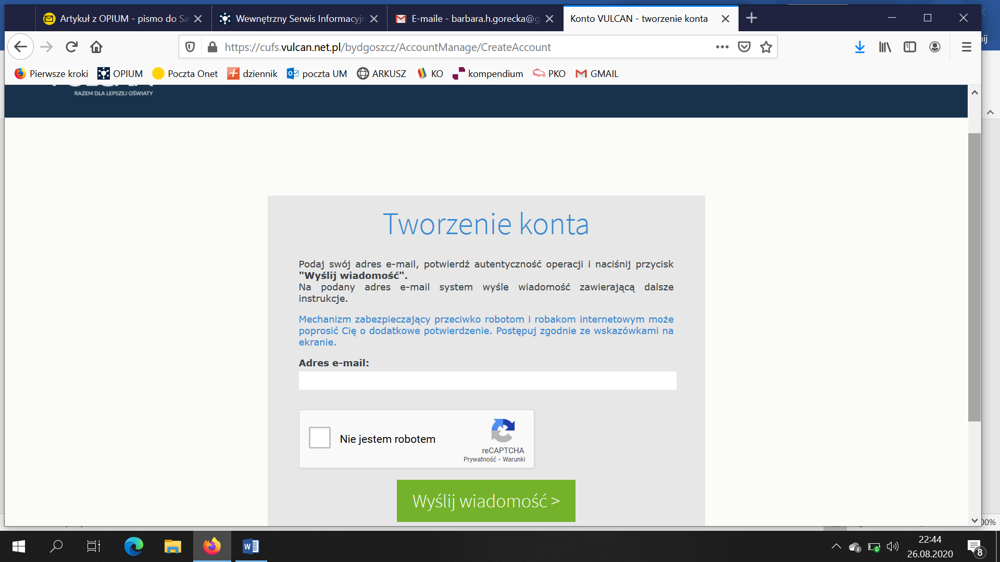 Artykuł z OPIUM - pismo do Sa
Wewnętrzny Serwis Informacyjn
E-maile - barbara.h.gorecka@g
Konto VULCAN - tworzenie konta
https://cufs.vulcan.net.pl/bydgoszcz/AccountManage/CreateAccount
Pierwsze kroki OPIUM Poczta Onet dziennik poczta UM ARKUSZ KO kompendium PKO GMAIL
RAZEM DLA LEPSZEJ OŚWIATY
Tworzenie konta
Podaj swój adres e-mail, potwierdź autentyczność operacji i naciśnij przycisk
"Wyślij wiadomość".
Na podany adres e-mail system wyśle wiadomość zawierającą dalsze
instrukcje.
Mechanizm zabezpieczający przeciwko robotom i robakom internetowym może
poprosić Cię o dodatkowe potwierdzenie. Postępuj zgodnie ze wskazówkami na
ekranie.
Adres e-mail:
Nie jestem robotem
reCAPTCHA
Prywatność - Warunki
Wyślij wiadomość >
00%
22:44
26.08.2020
8